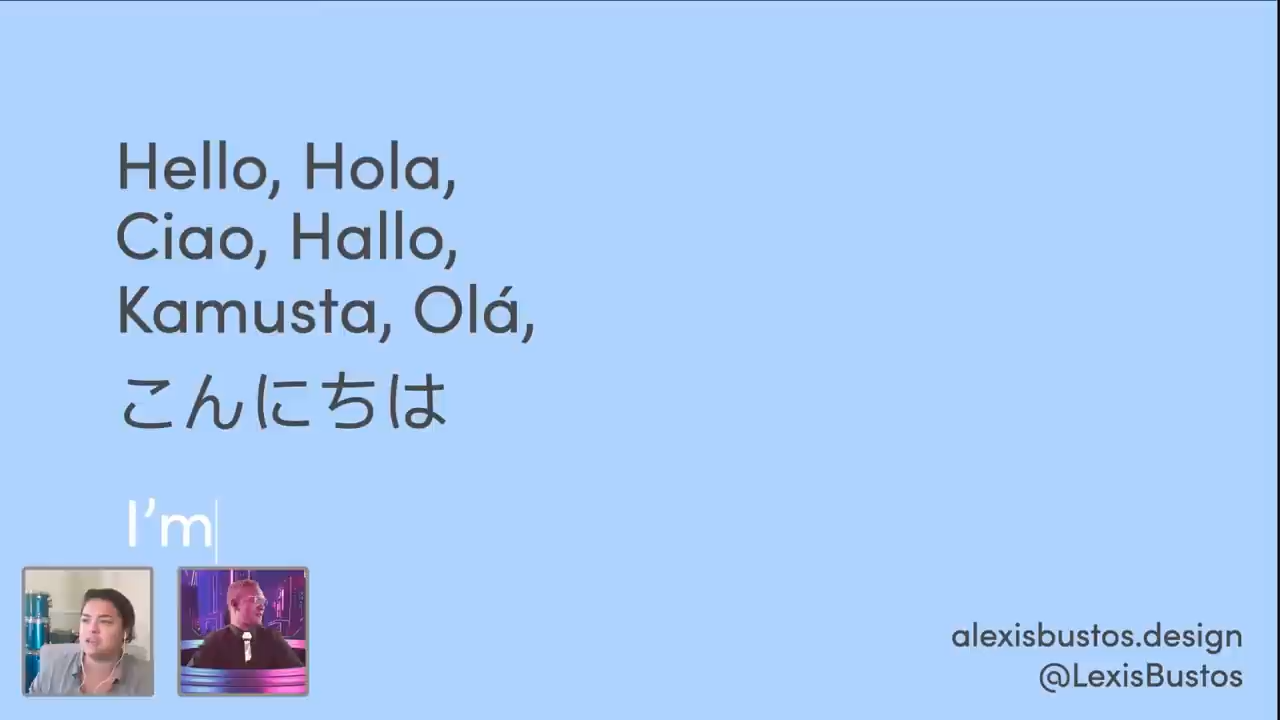 Hello, Hola,
Ciao, Hallo,
Kamusta, Olá,
こんにちは
I’m
alexisbustos.design
@LexisBustos